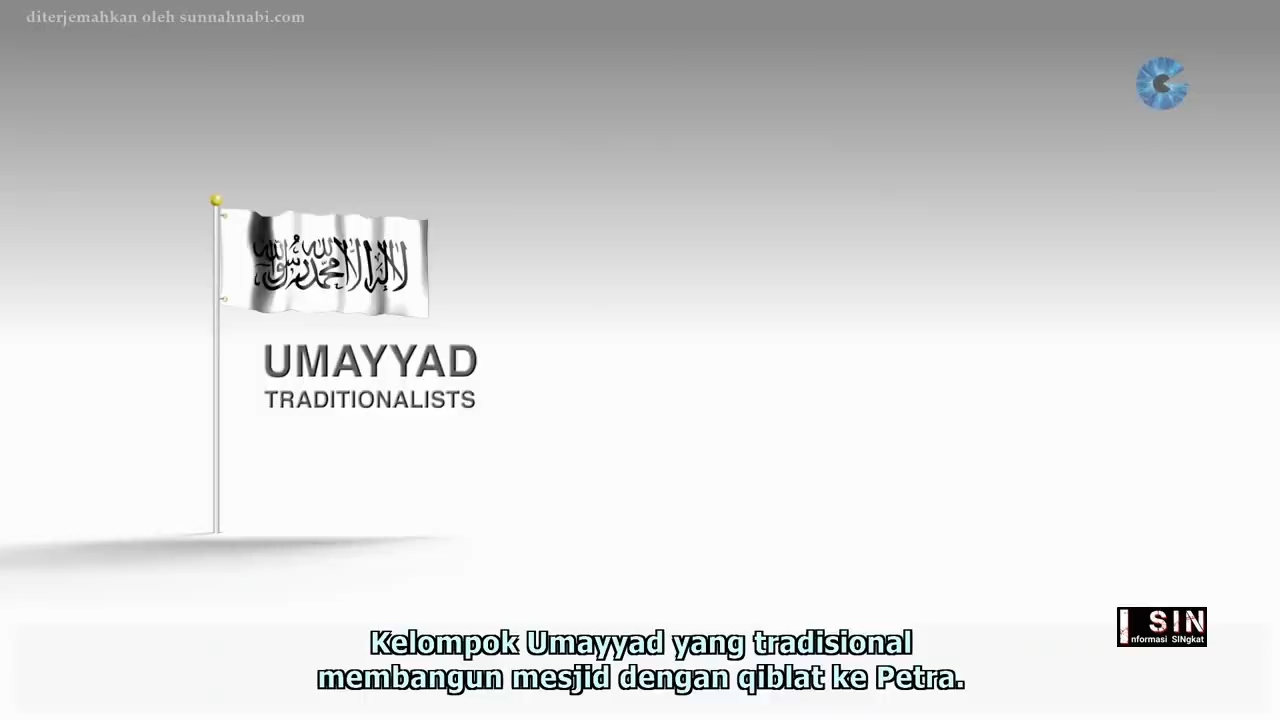 diterjemahkan oleh sunnahnabi.com
لا إله إلا الله محمد رسول الله
UMAYYAD
TRADITIONALISTS
I SIN
nformasi SINgkat
Kelompok Umayyad yang tradisional
membangun mesjid dengan qiblat ke Petra.